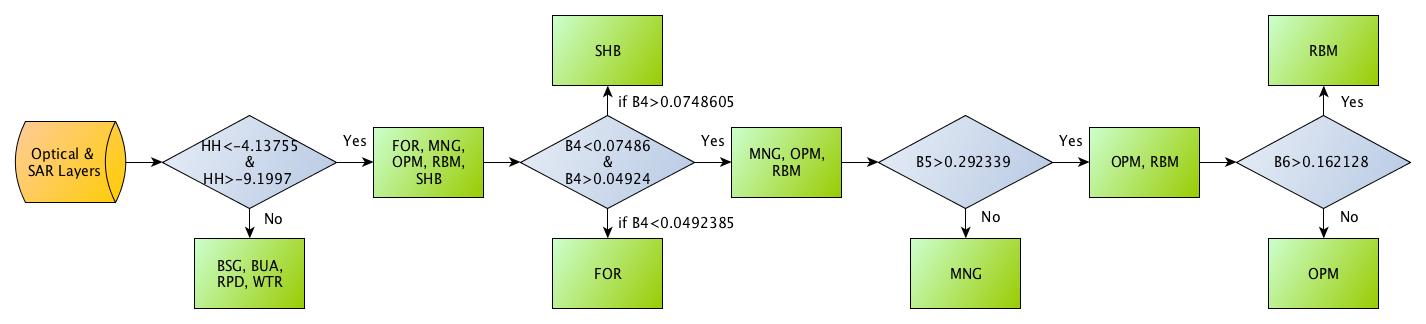 Optical &
SAR Layers
HH<-4.13755
&
HH>-9.1997
Yes
No
BSG, BUA,
RPD, WTR
FOR, MNG,
OPM, RBM,
SHB
B4<0.07486
&
B4>0.04924
if B4>0.0748605
SHB
if B4<0.0492385
FOR
Yes
MNG, OPM,
RBM
B5>0.292339
Yes
No
MNG
OPM, RBM
B6>0.162128
Yes
RBM
No
OPM